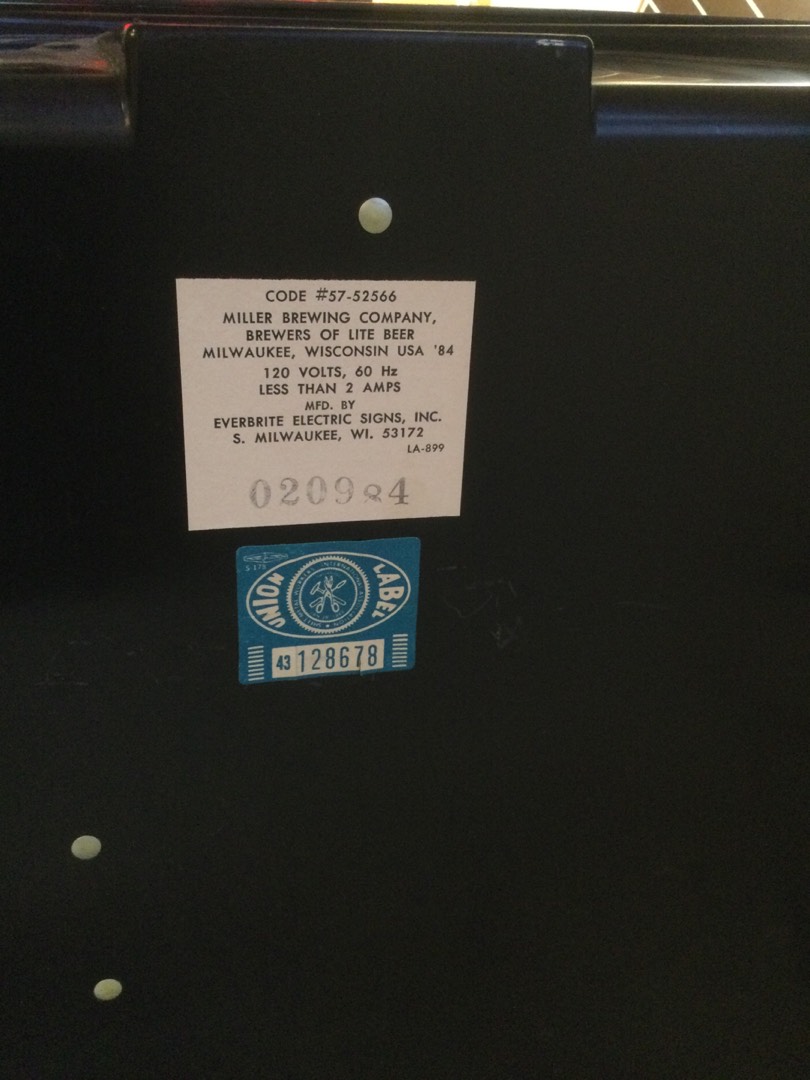 CODE #57-52566
MILLER BREWING COMPANY,
BREWERS OF LITE BEER
MILWAUKEE, WISCONSIN USA '84
120 VOLTS, 60 Hz
LESS THAN 2 AMPS
MFD. BY
EVERBRITE ELECTRIC SIGNS, INC.
S. MILWAUKEE, WI. 53172
LA-899
020984
UNION LABEL
43 128678